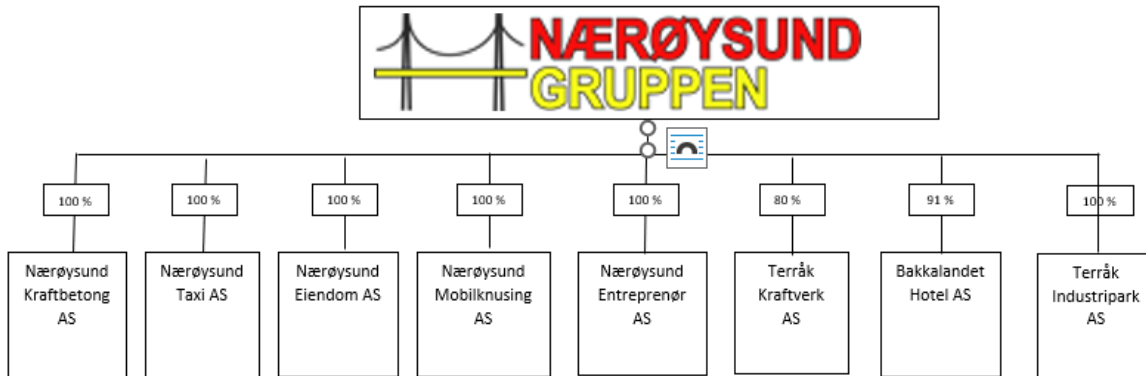 NÆRØYSUND
GRUPPEN
100 %
100 %
100 %
100 %
100 %
80 %
91 %
100 %
Nærøysund
Kraftbetong
AS
Nærøysund
Taxi AS
Nærøysund
Eiendom AS
Nærøysund
Mobilknusing
AS
Nærøysund
Entreprenør
AS
Terråk
Kraftverk
AS
Bakkalandet
Hotel AS
Terråk
Industripark
AS